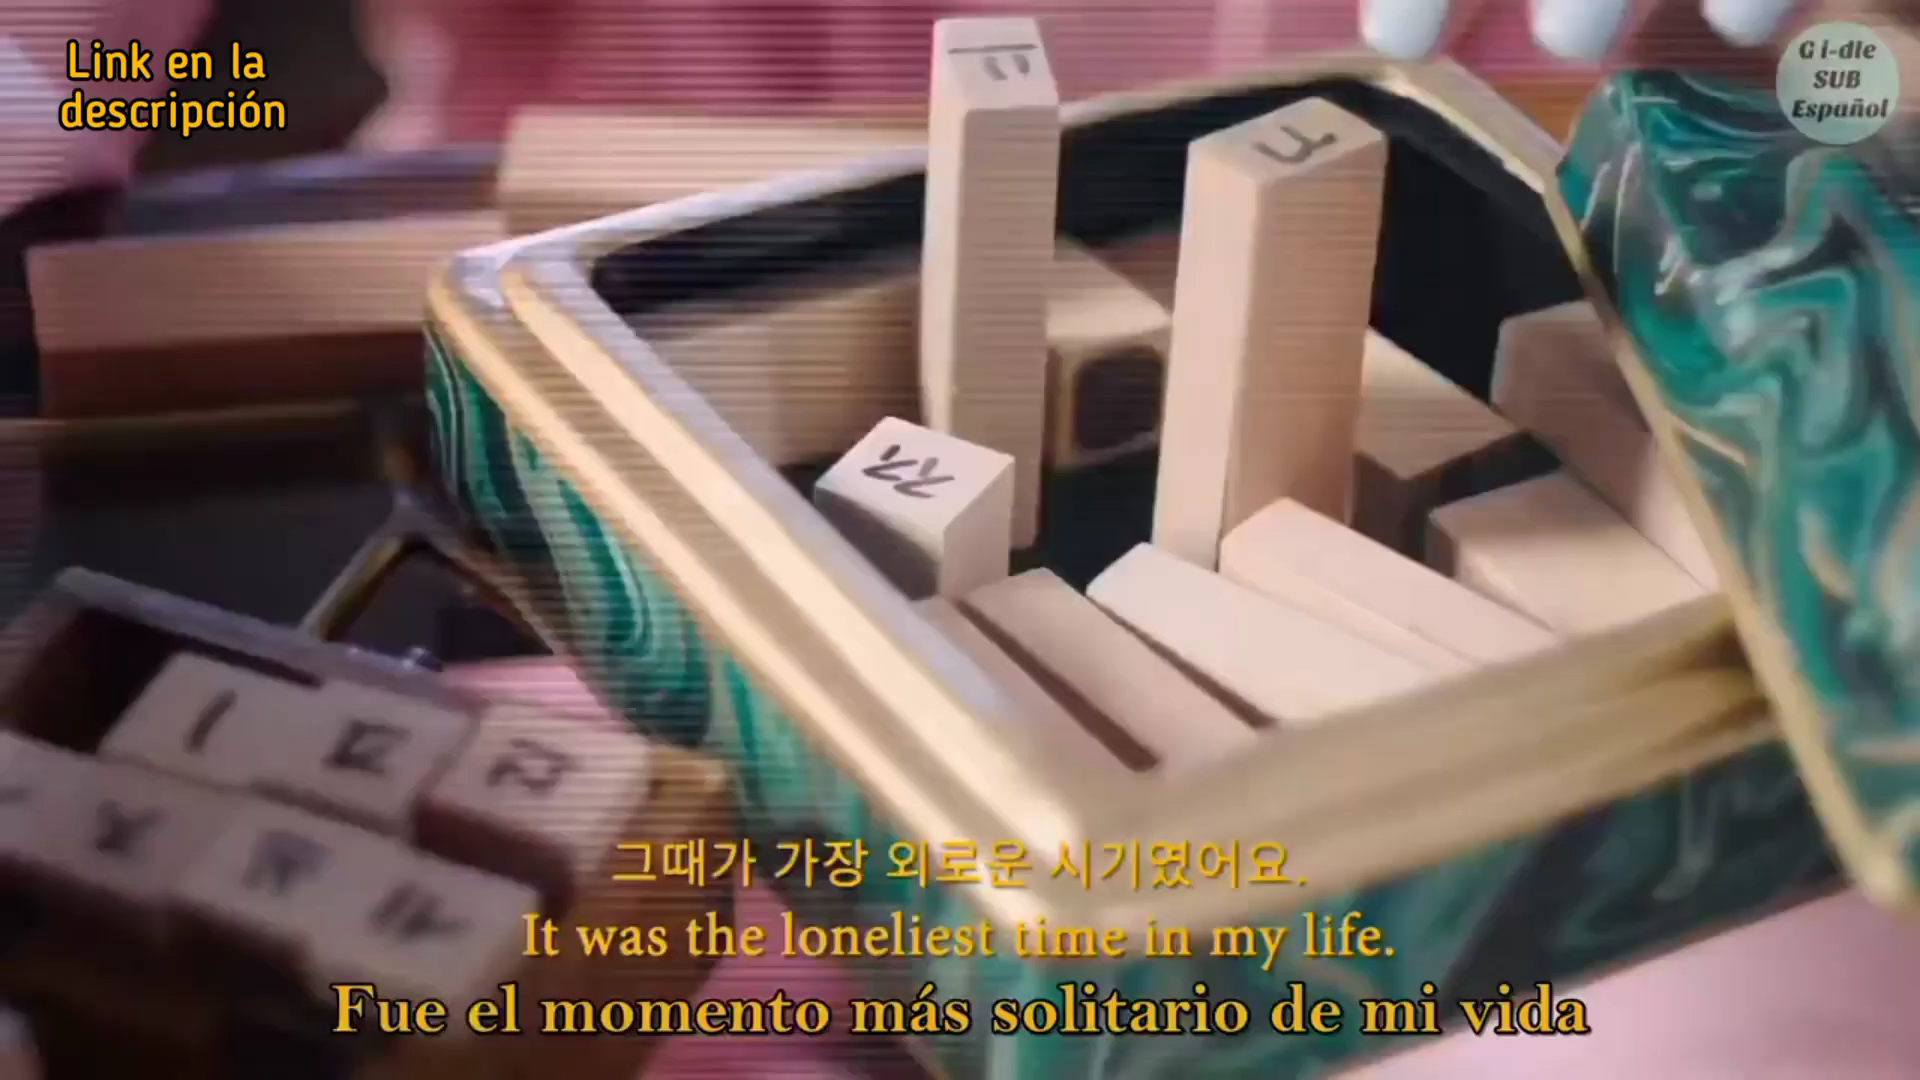 Link en la
descripción
G i-dle
SUB
Español
ㅉ
그때가 가장 외로운 시기였어요.
It was the loneliest time in my life.
Fue el momento más solitario de mi vida